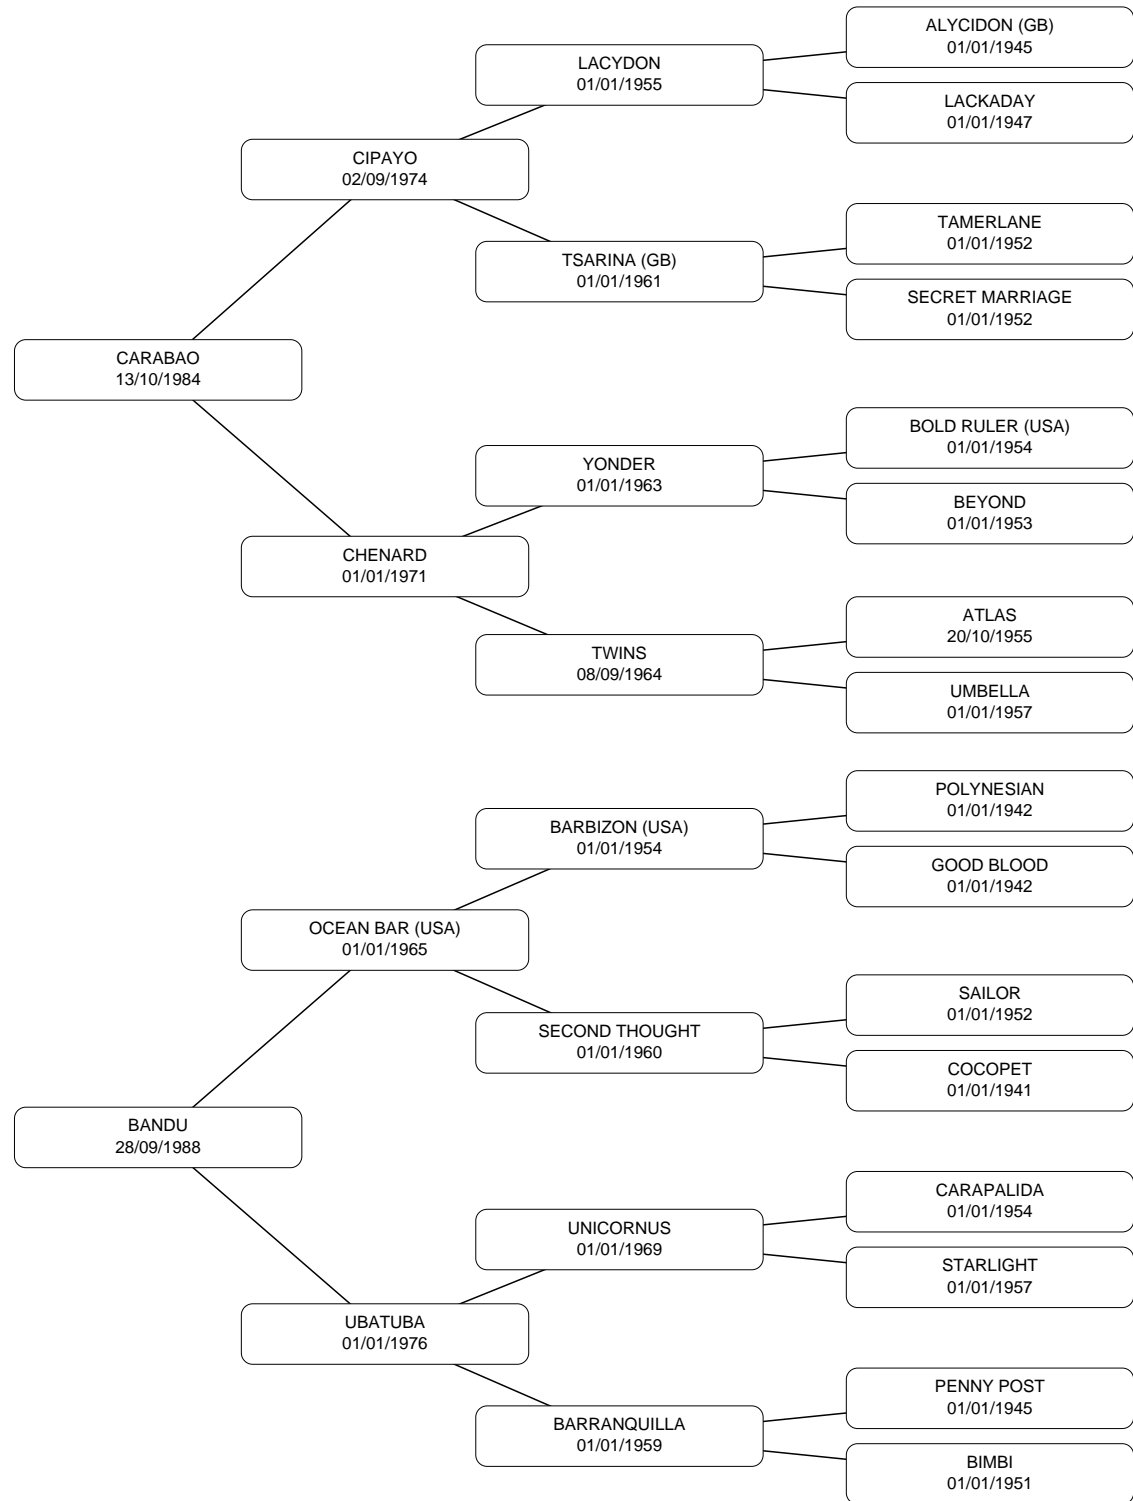 ALYCIDON (GB)
01/01/1945
LACYDON
01/01/1955
LACKADAY
01/01/1947
CIPAYO
02/09/1974
TAMERLANE
01/01/1952
TSARINA (GB)
01/01/1961
SECRET MARRIAGE
01/01/1952
CARABAO
13/10/1984
BOLD RULER (USA)
01/01/1954
YONDER
01/01/1963
BEYOND
01/01/1953
CHENARD
01/01/1971
ATLAS
20/10/1955
TWINS
08/09/1964
UMBELLA
01/01/1957
POLYNESIAN
01/01/1942
BARBIZON (USA)
01/01/1954
GOOD BLOOD
01/01/1942
OCEAN BAR (USA)
01/01/1965
SAILOR
01/01/1952
SECOND THOUGHT
01/01/1960
COCOPET
01/01/1941
BANDU
28/09/1988
CARAPALIDA
01/01/1954
UNICORNUS
01/01/1969
STARLIGHT
01/01/1957
UBATUBA
01/01/1976
PENNY POST
01/01/1945
BARRANQUILLA
01/01/1959
BIMBI
01/01/1951